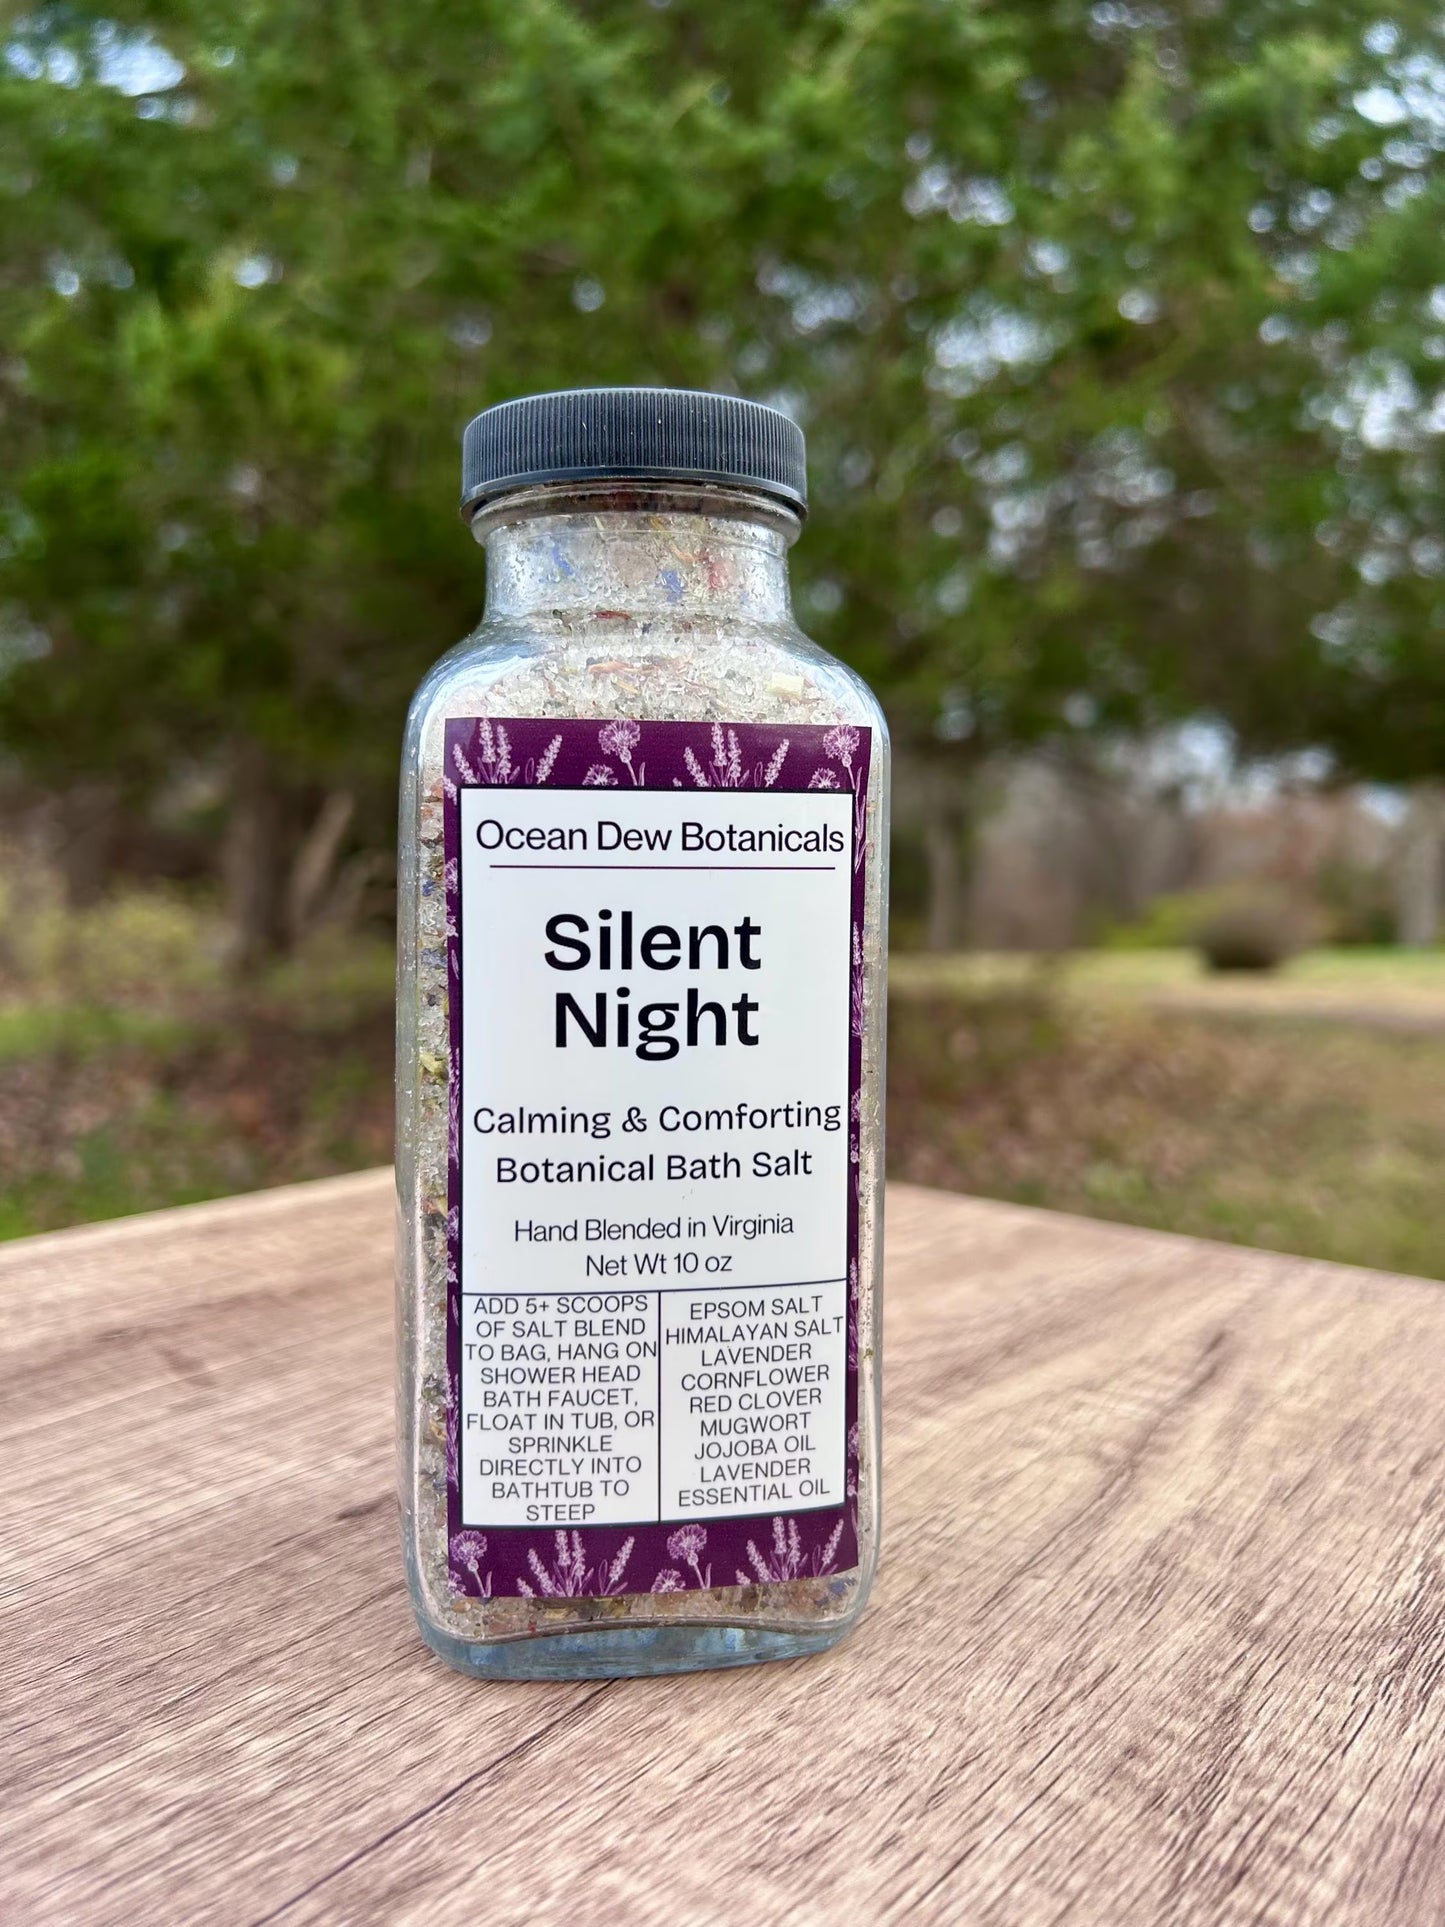 Ocean Dew Botanicals
Silent
Night
Calming & Comforting
Botanical Bath Salt
Hand Blended in Virginia
Net Wt 10 oz
ADD 5+ SCOOPS
OF SALT BLEND
TO BAG, HANG ON
SHOWER HEAD
BATH FAUCET,
FLOAT IN TUB, OR
SPRINKLE
DIRECTLY INTO
BATHTUB TO
STEEP
EPSOM SALT
HIMALAYAN SALT
LAVENDER
CORNFLOWER
RED CLOVER
MUGWORT
JOJOBA OIL
LAVENDER
ESSENTIAL OIL